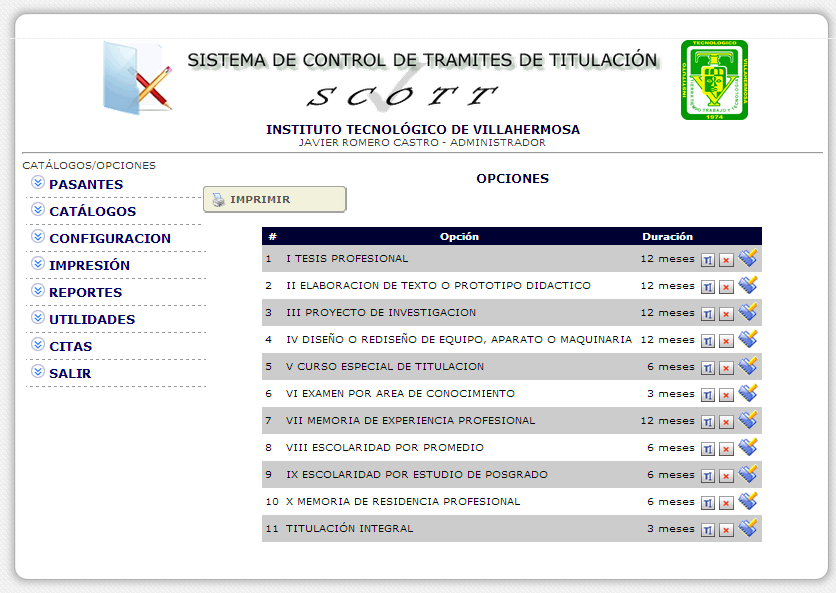 SISTEMA DE CONTROL DE TRAMITES DE TITULACIÓN
SCOTT
INSTITUTO TECNOLÓGICO DE VILLAHERMOSA
JAVIER ROMERO CASTRO - ADMINISTRADOR
TECNOLOGICO
INSTITUTO
VILLAHERMOSA
1974
CATÁLOGOS/OPCIONES
PASANTES
CATÁLOGOS
CONFIGURACION
IMPRESIÓN
REPORTES
UTILIDADES
CITAS
SALIR
OPCIONES
IMPRIMIR
# Opción Duración
1 I TESIS PROFESIONAL 12 meses
2 II ELABORACION DE TEXTO O PROTOTIPO DIDACTICO 12 meses
3 III PROYECTO DE INVESTIGACION 12 meses
4 IV DISEÑO O REDISEÑO DE EQUIPO, APARATO O MAQUINARIA 12 meses
5 V CURSO ESPECIAL DE TITULACION 6 meses
6 VI EXAMEN POR AREA DE CONOCIMIENTO 3 meses
7 VII MEMORIA DE EXPERIENCIA PROFESIONAL 12 meses
8 VIII ESCOLARIDAD POR PROMEDIO 6 meses
9 IX ESCOLARIDAD POR ESTUDIO DE POSGRADO 6 meses
10 X MEMORIA DE RESIDENCIA PROFESIONAL 6 meses
11 TITULACIÓN INTEGRAL 3 meses